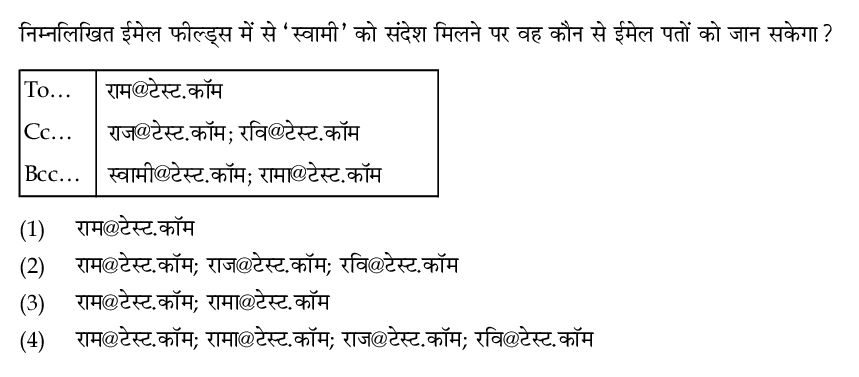 निम्नलिखित ईमेल फील्ड्स में से ‘स्वामी’ को संदेश मिलने पर वह कौन से ईमेल पतों को जान सकेगा ?
To... राम@टेस्ट.कॉम
Cc... राज@टेस्ट.कॉम; रवि@टेस्ट.कॉम
Bcc... स्वामी@टेस्ट.कॉम; रामा@टेस्ट.कॉम
(1) राम@टेस्ट.कॉम
(2) राम@टेस्ट.कॉम; राज@टेस्ट.कॉम; रवि@टेस्ट.कॉम
(3) राम@टेस्ट.कॉम; रामा@टेस्ट.कॉम
(4) राम@टेस्ट.कॉम; रामा@टेस्ट.कॉम; राज@टेस्ट.कॉम; रवि@टेस्ट.कॉम